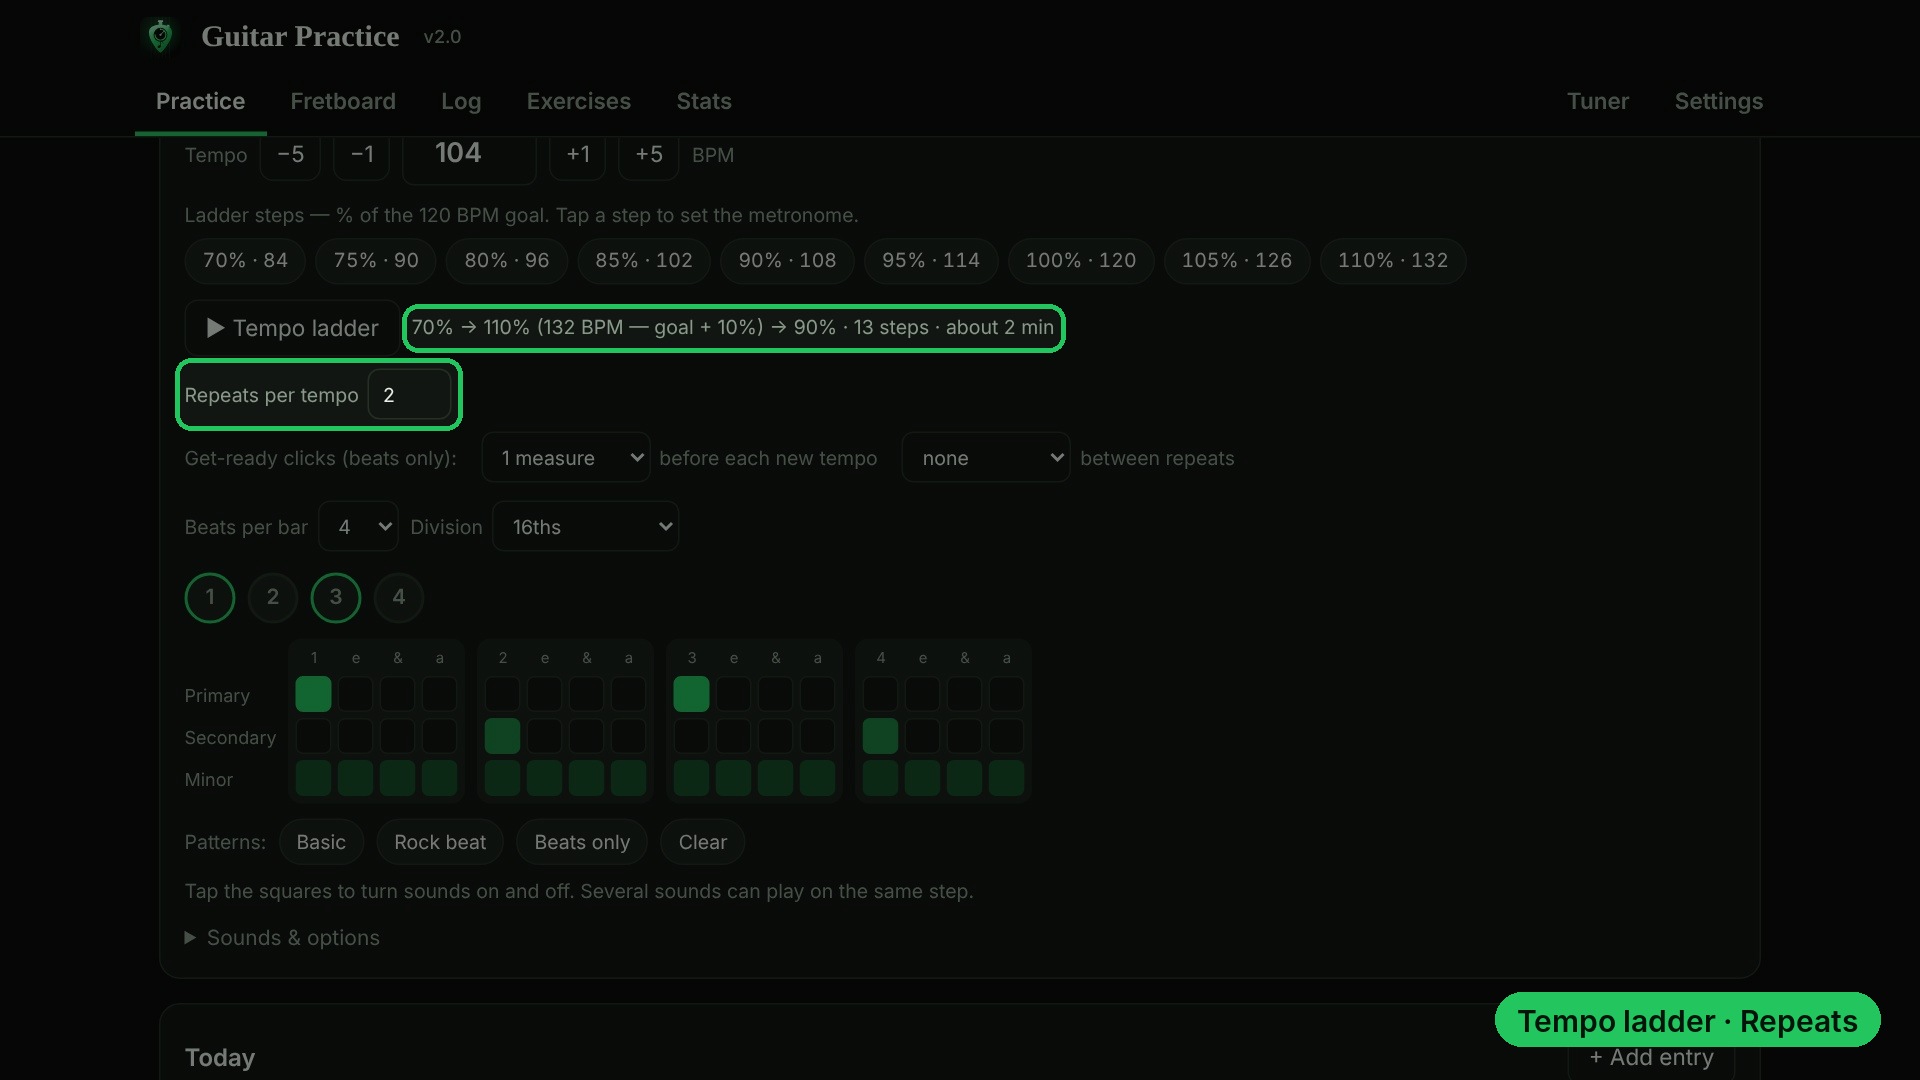 Guitar Practice v2.0
Practice Fretboard Log Exercises Stats Tuner Settings
Tempo −5 −1 104 +1 +5 BPM
Ladder steps — % of the 120 BPM goal. Tap a step to set the metronome.
70% · 84 75% · 90 80% · 96 85% · 102 90% · 108 95% · 114 100% · 120 105% · 126 110% · 132
▶ Tempo ladder 70% → 110% (132 BPM — goal + 10%) → 90% · 13 steps · about 2 min
Repeats per tempo 2
Get-ready clicks (beats only): 1 measure before each new tempo none between repeats
Beats per bar 4 Division 16ths
1 2 3 4
1 e & a 2 e & a 3 e & a 4 e & a
Primary
Secondary
Minor
Patterns: Basic Rock beat Beats only Clear
Tap the squares to turn sounds on and off. Several sounds can play on the same step.
▶ Sounds & options
Tempo ladder · Repeats
Today + Add entry